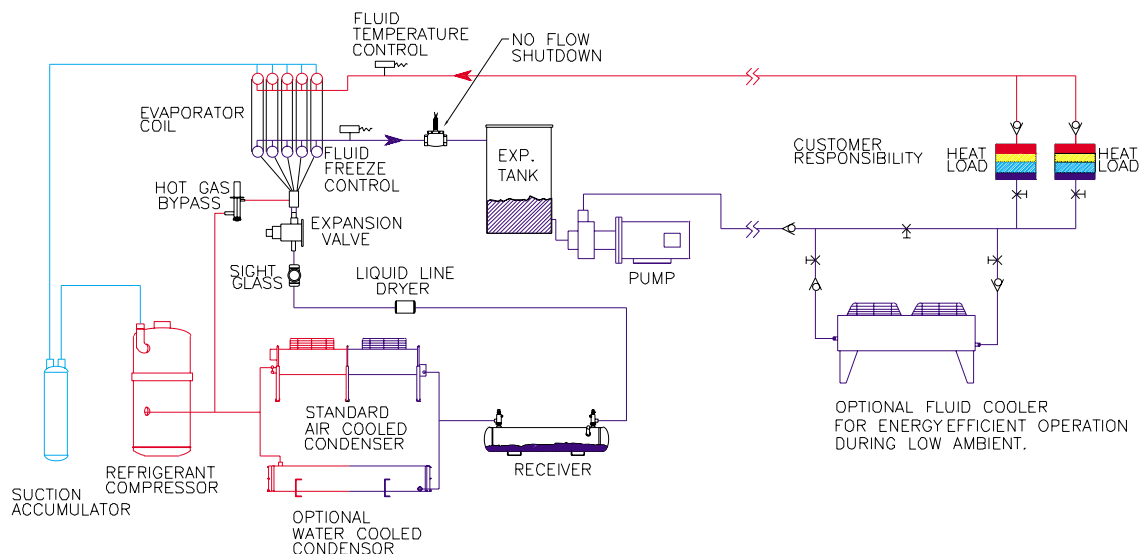 FLUID
TEMPERATURE
CONTROL
NO FLOW
SHUTDOWN
EVAPORATOR
COIL
FLUID
FREEZE
CONTROL
EXP.
TANK
CUSTOMER
RESPONSIBILITY
HEAT
LOAD
HEAT
LOAD
HOT GAS
BYPASS
EXPANSION
VALVE
SIGHT
GLASS
LIQUID LINE
DRYER
PUMP
STANDARD
AIR COOLED
CONDENSER
OPTIONAL FLUID COOLER
FOR ENERGY EFFICIENT OPERATION
DURING LOW AMBIENT.
RECEIVER
REFRIGERANT
COMPRESSOR
SUCTION
ACCUMULATOR
OPTIONAL
WATER COOLED
CONDENSOR